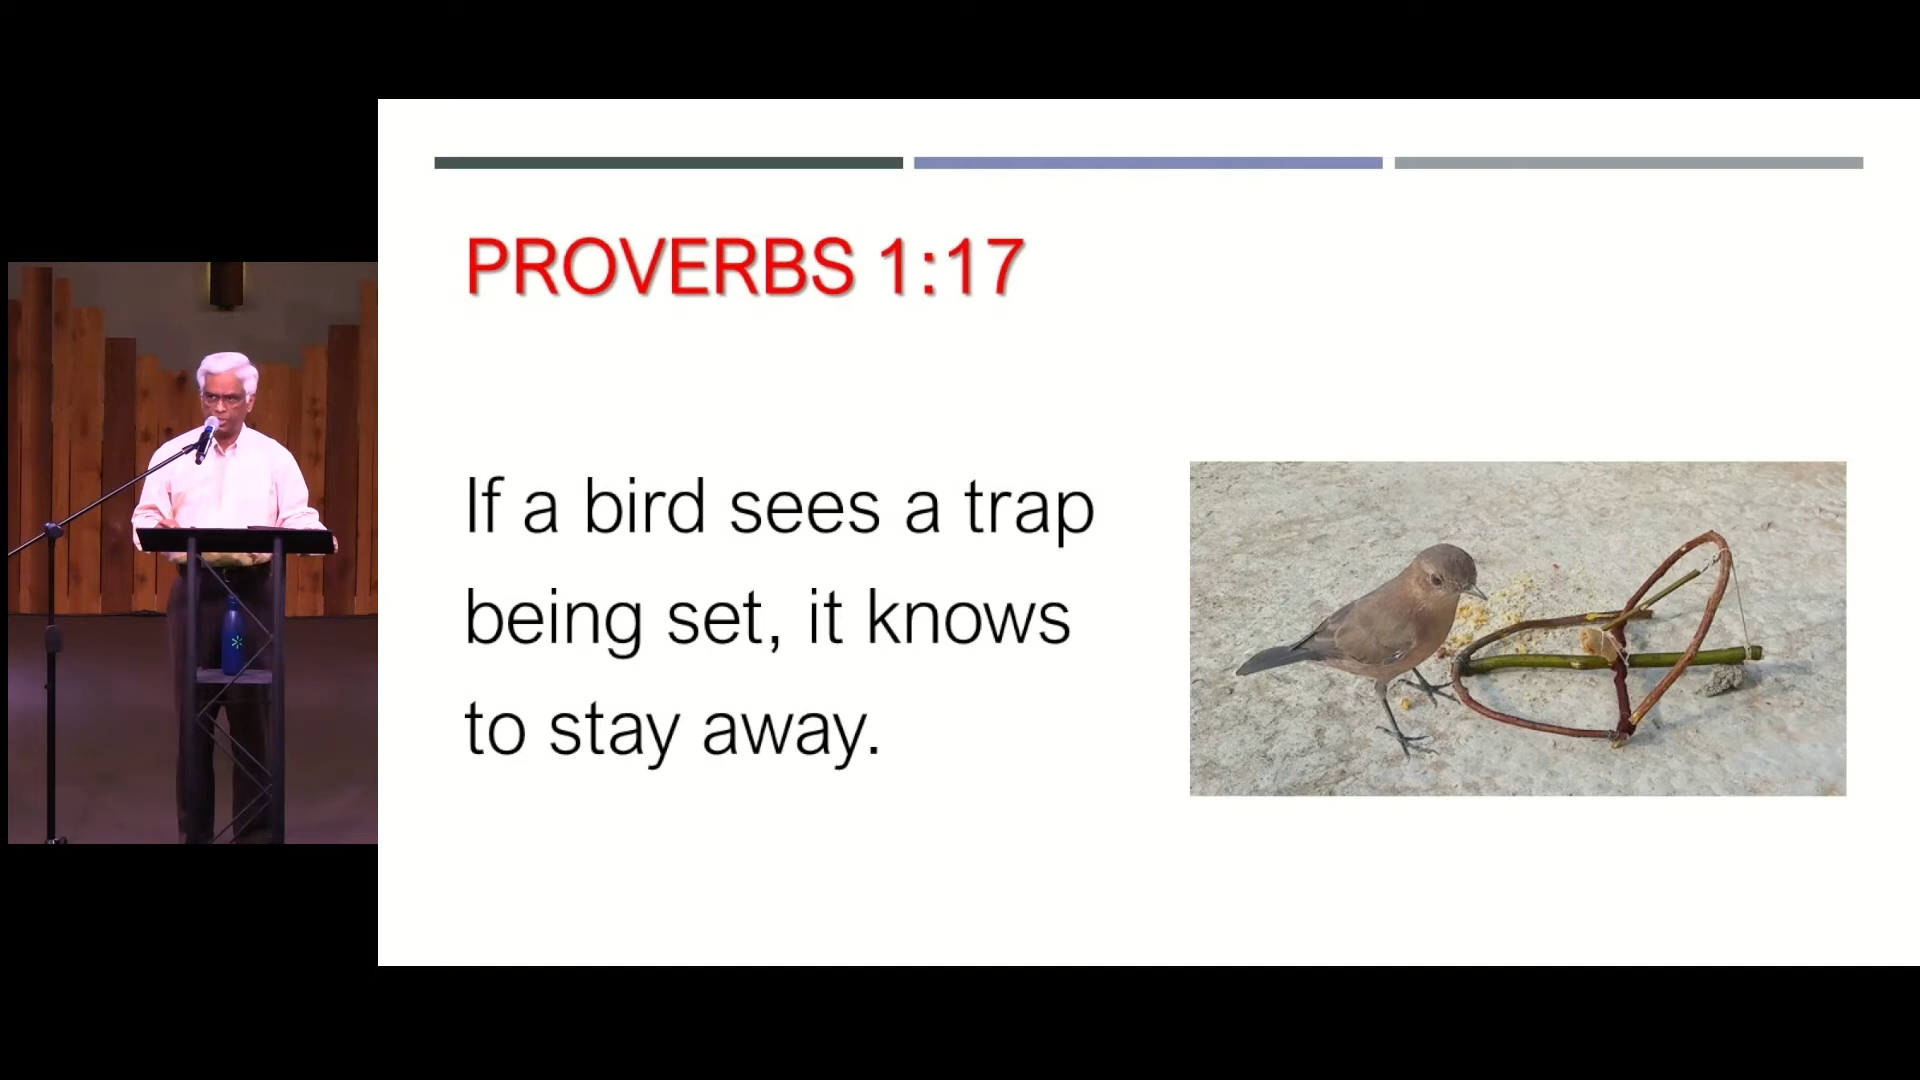 PROVERBS 1:17
If a bird sees a trap
being set, it knows
to stay away.